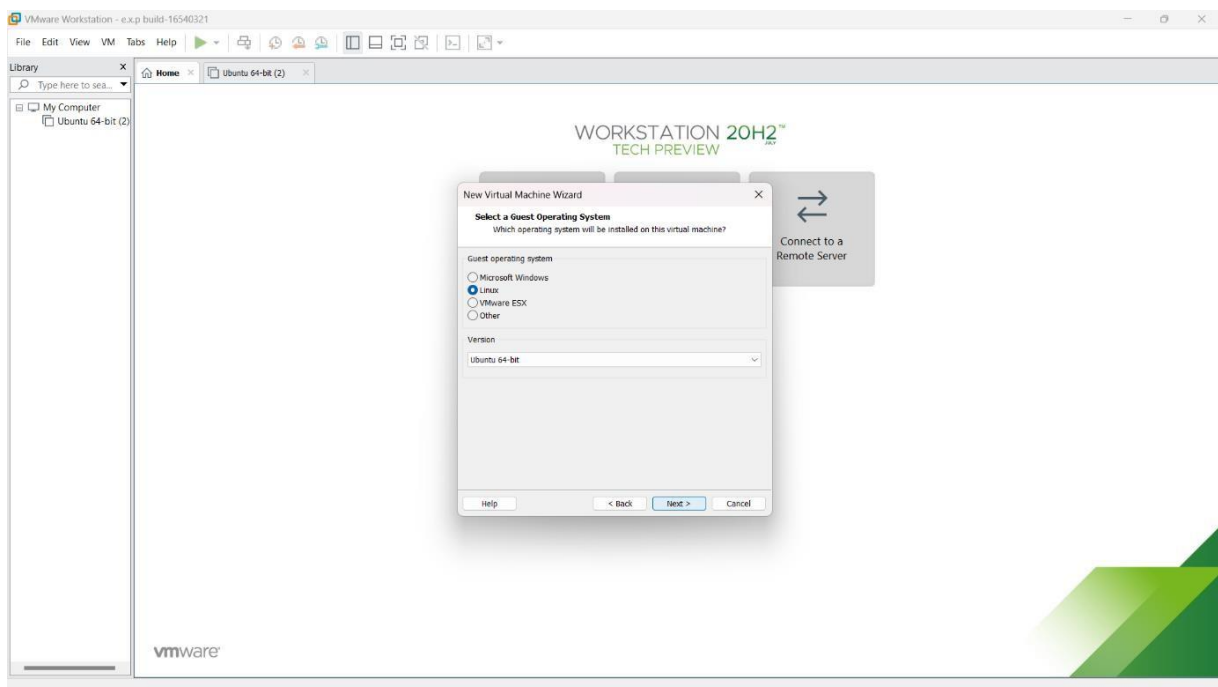 VMware Workstation - e.x.p build-16540321
File Edit View VM Tabs Help
Library X
Type here to sea...
My Computer
Ubuntu 64-bit (2)
Home
Ubuntu 64-bit (2)
WORKSTATION 20H2™
JULY
TECH PREVIEW
Connect to a
Remote Server
New Virtual Machine Wizard
Select a Guest Operating System
Which operating system will be installed on this virtual machine?
Guest operating system
Microsoft Windows
Linux
VMware ESX
Other
Version
Ubuntu 64-bit
Help < Back Next > Cancel
vmware®